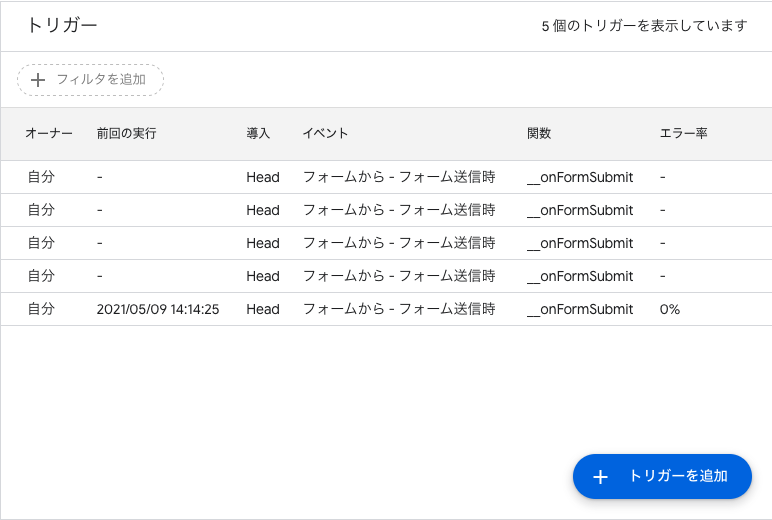 トリガー 5 個のトリガーを表示しています
+ フィルタを追加
オーナー 前回の実行 導入 イベント 関数 エラー率
自分 - Head フォームから - フォーム送信時 __onFormSubmit -
自分 - Head フォームから - フォーム送信時 __onFormSubmit -
自分 - Head フォームから - フォーム送信時 __onFormSubmit -
自分 - Head フォームから - フォーム送信時 __onFormSubmit -
自分 2021/05/09 14:14:25 Head フォームから - フォーム送信時 __onFormSubmit 0%
+ トリガーを追加